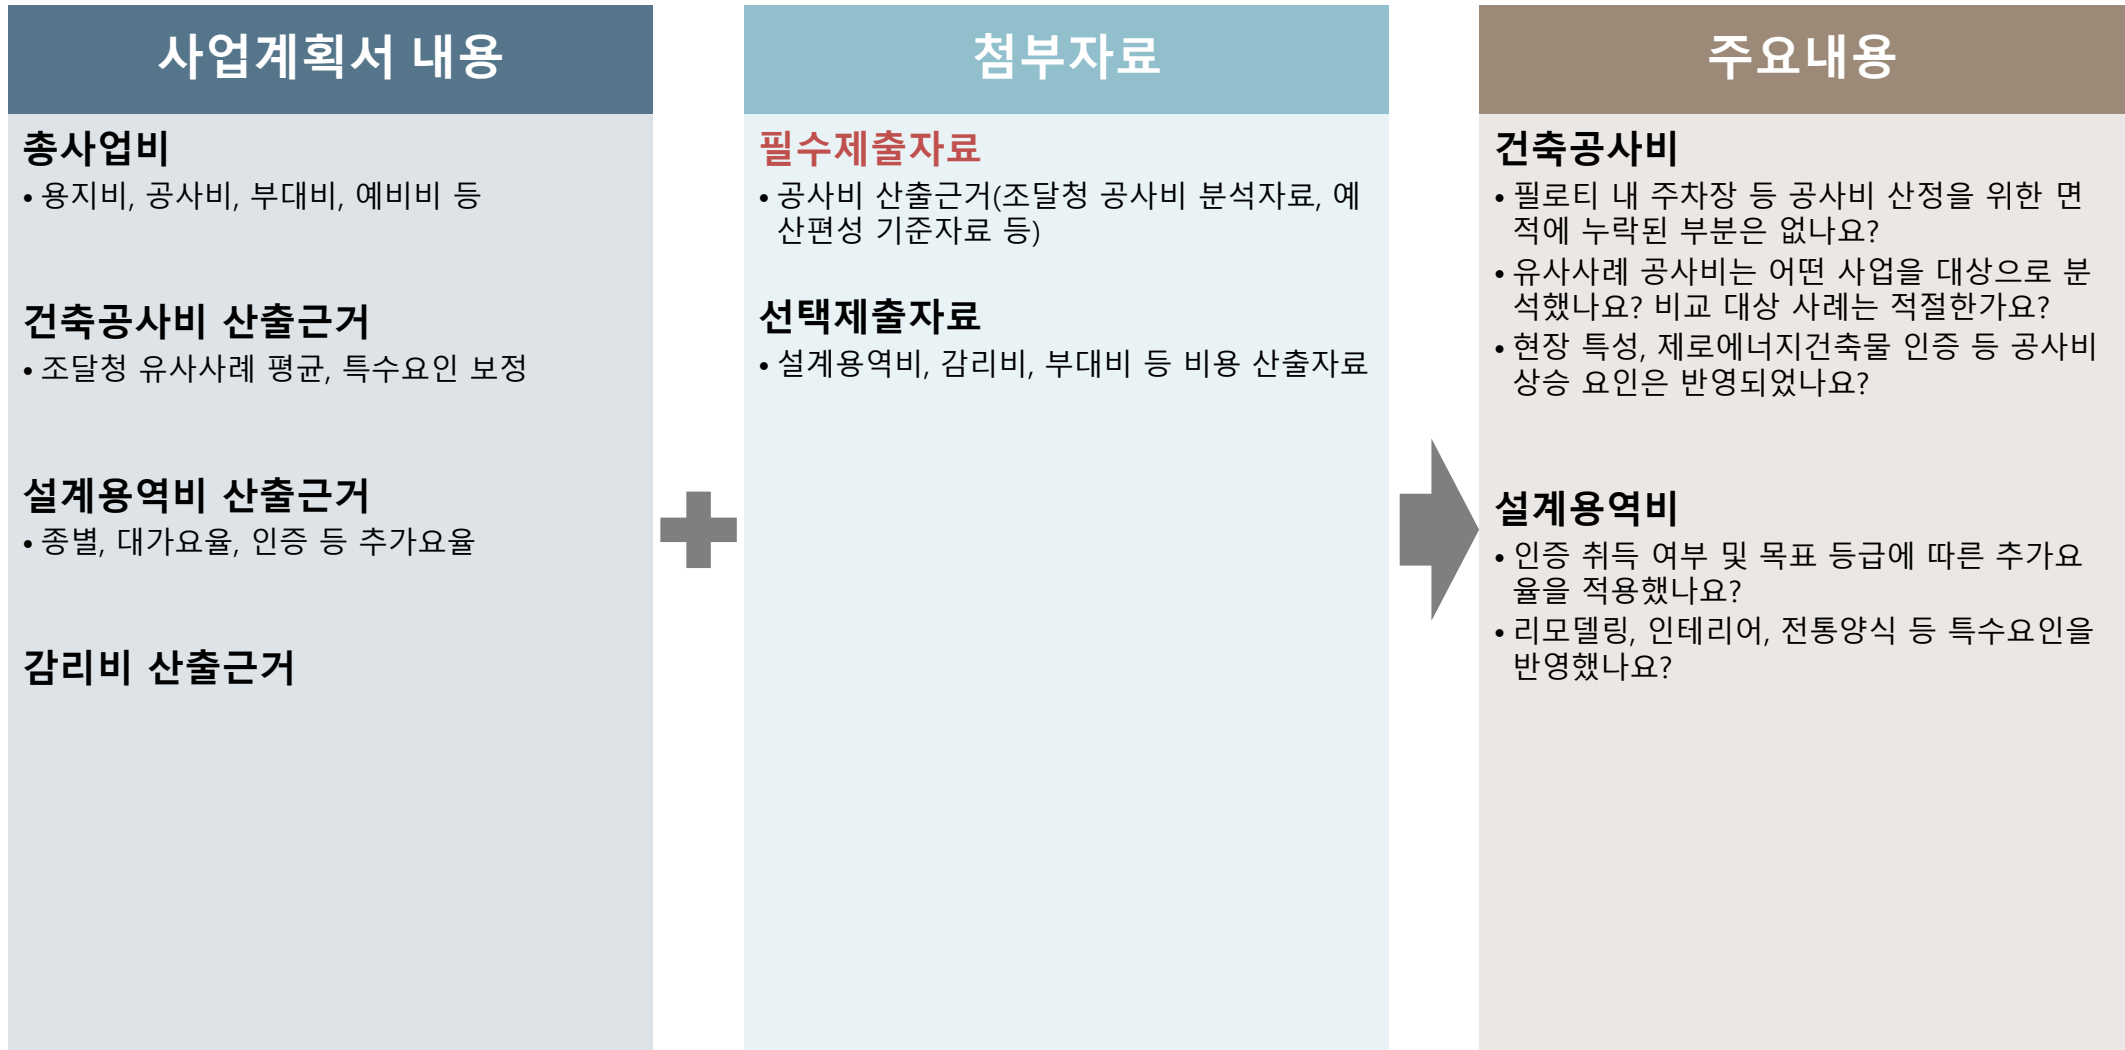 사업계획서 내용
총사업비
• 용지비, 공사비, 부대비, 예비비 등
건축공사비 산출근거
• 조달청 유사사례 평균, 특수요인 보정
설계용역비 산출근거
• 종별, 대가요율, 인증 등 추가요율
감리비 산출근거
첨부자료
필수제출자료
• 공사비 산출근거(조달청 공사비 분석자료, 예
산편성 기준자료 등)
선택제출자료
• 설계용역비, 감리비, 부대비 등 비용 산출자료
주요내용
건축공사비
• 필로티 내 주차장 등 공사비 산정을 위한 면
적에 누락된 부분은 없나요?
• 유사사례 공사비는 어떤 사업을 대상으로 분
석했나요? 비교 대상 사례는 적절한가요?
• 현장 특성, 제로에너지건축물 인증 등 공사비
상승 요인은 반영되었나요?
설계용역비
• 인증 취득 여부 및 목표 등급에 따른 추가요
율을 적용했나요?
• 리모델링, 인테리어, 전통양식 등 특수요인을
반영했나요?